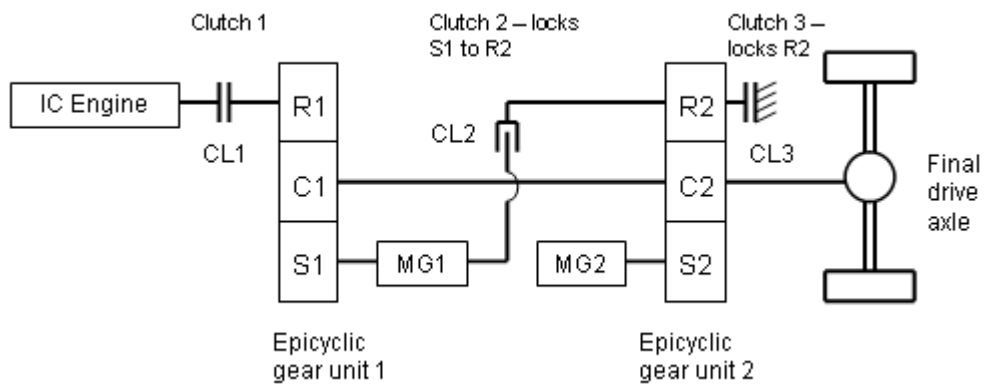 Clutch 1
Clutch 2 – locks
S1 to R2
Clutch 3 –
locks R2
IC Engine
CL1
R1
C1
S1
MG1
CL2
MG2
R2
C2
S2
CL3
Final
drive
axle
Epicyclic
gear unit 1
Epicyclic
gear unit 2